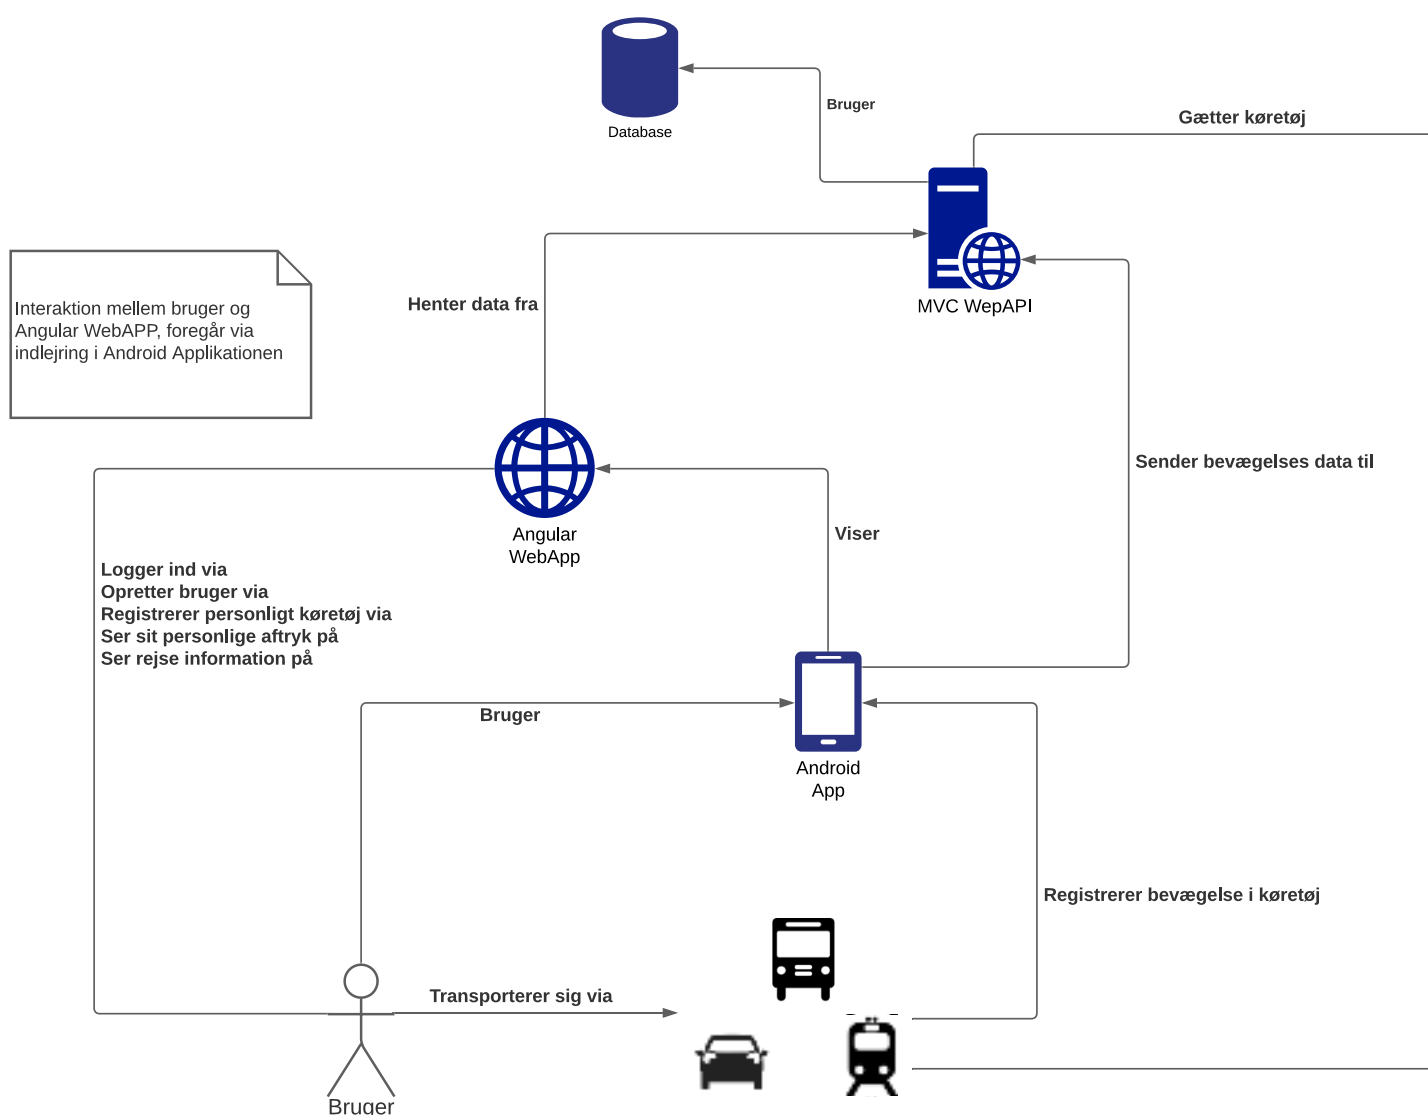 Database
Bruger
Gætter køretøj
Interaktion mellem bruger og
Angular WebAPP, foregår via
indlejring i Android Applikationen
Henter data fra
MVC WepAPI
Sender bevægelses data til
Angular
WebApp
Viser
Logger ind via
Opretter bruger via
Registrerer personligt køretøj via
Ser sit personlige aftryk på
Ser rejse information på
Bruger
Android
App
Registrerer bevægelse i køretøj
Transporterer sig via
Bruger